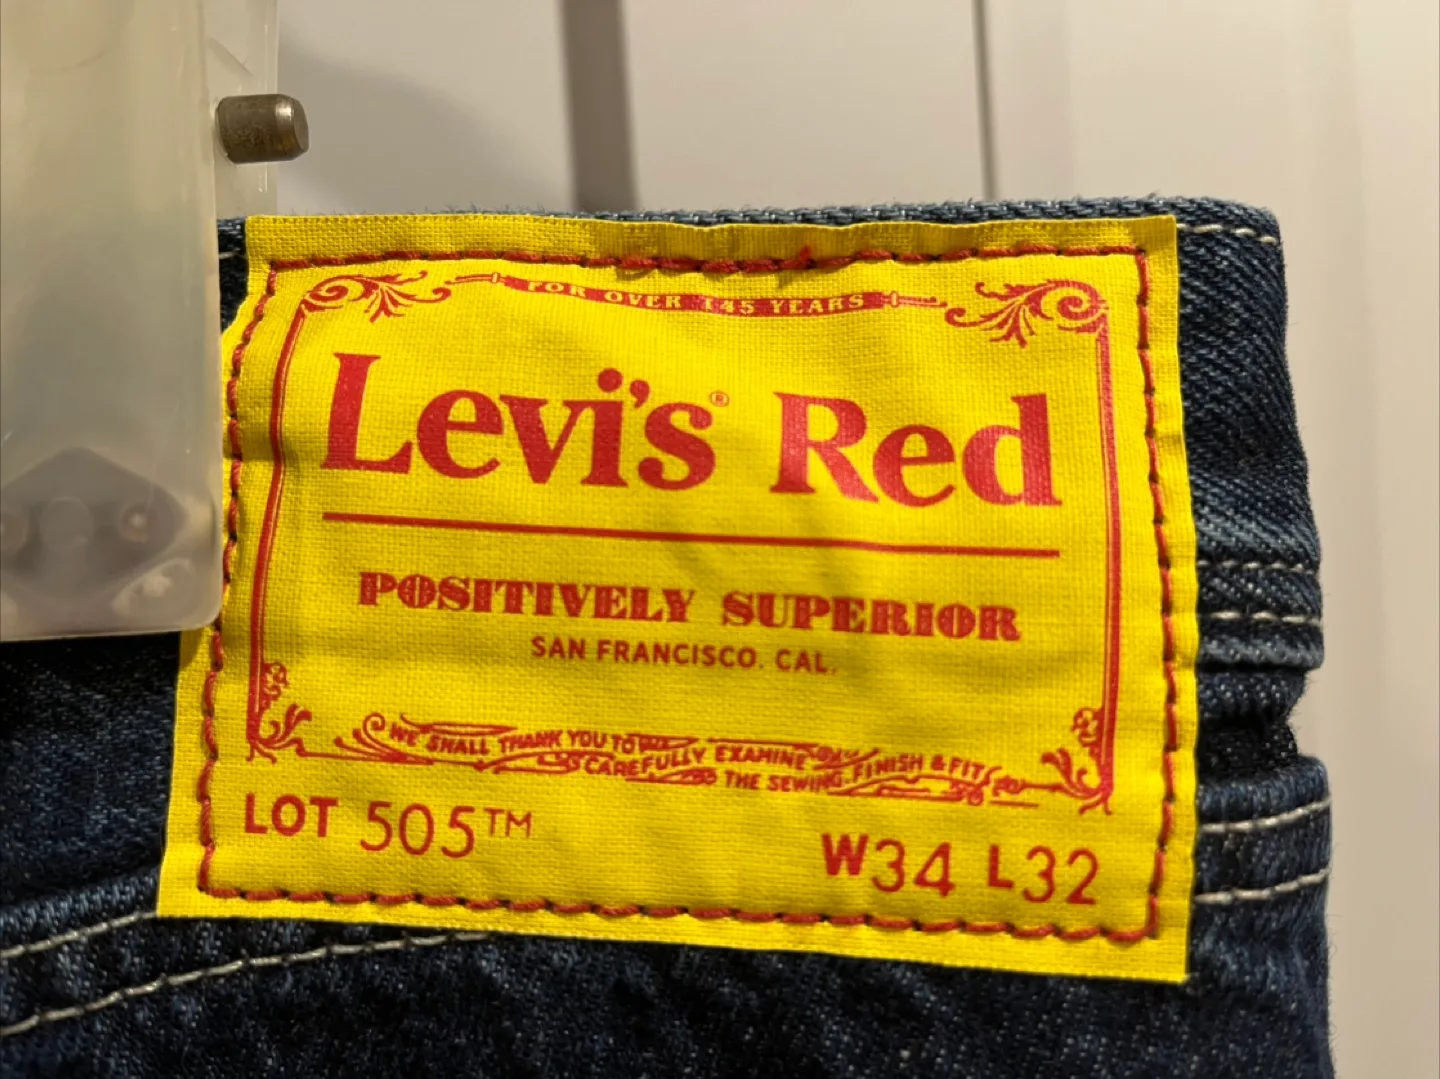 FOR OVER 145 YEARS
Levi's® Red
POSITIVELY SUPERIOR
SAN FRANCISCO. CAL.
WE SHALL THANK YOU TO
CAREFULLY EXAMINE
THE SEWING, FINISH & FIT
LOT 505™
W34 L32